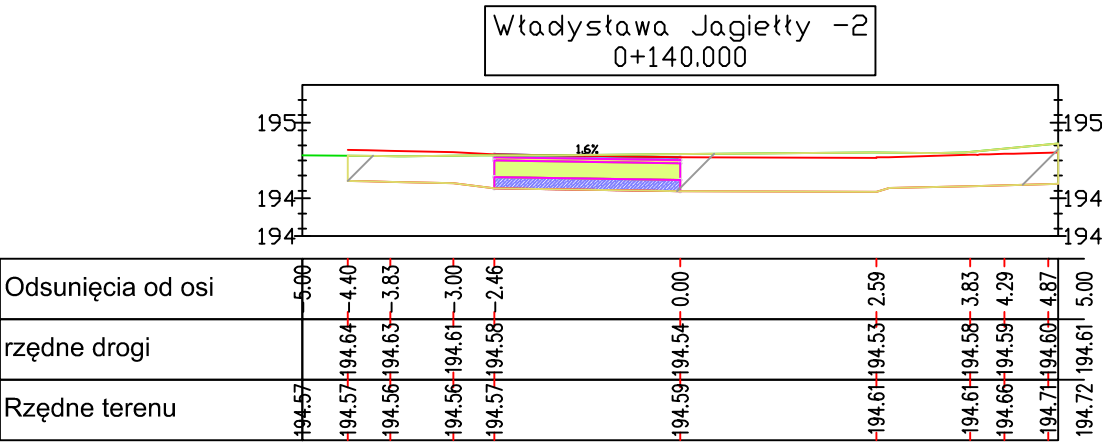 Władysława Jagiełły -2
0+140.000
195 195
1.6%
194 194
194 194
Odsunięcia od osi -5.00 -4.40 -3.83 -3.00 -2.46 0.00 2.59 3.83 4.29 4.87 5.00
rzędne drogi 194.64 194.63 194.61 194.58 194.54 194.53 194.58 194.59 194.60 194.61
Rzędne terenu 194.57 194.57 194.56 194.56 194.57 194.59 194.61 194.61 194.66 194.71 194.72